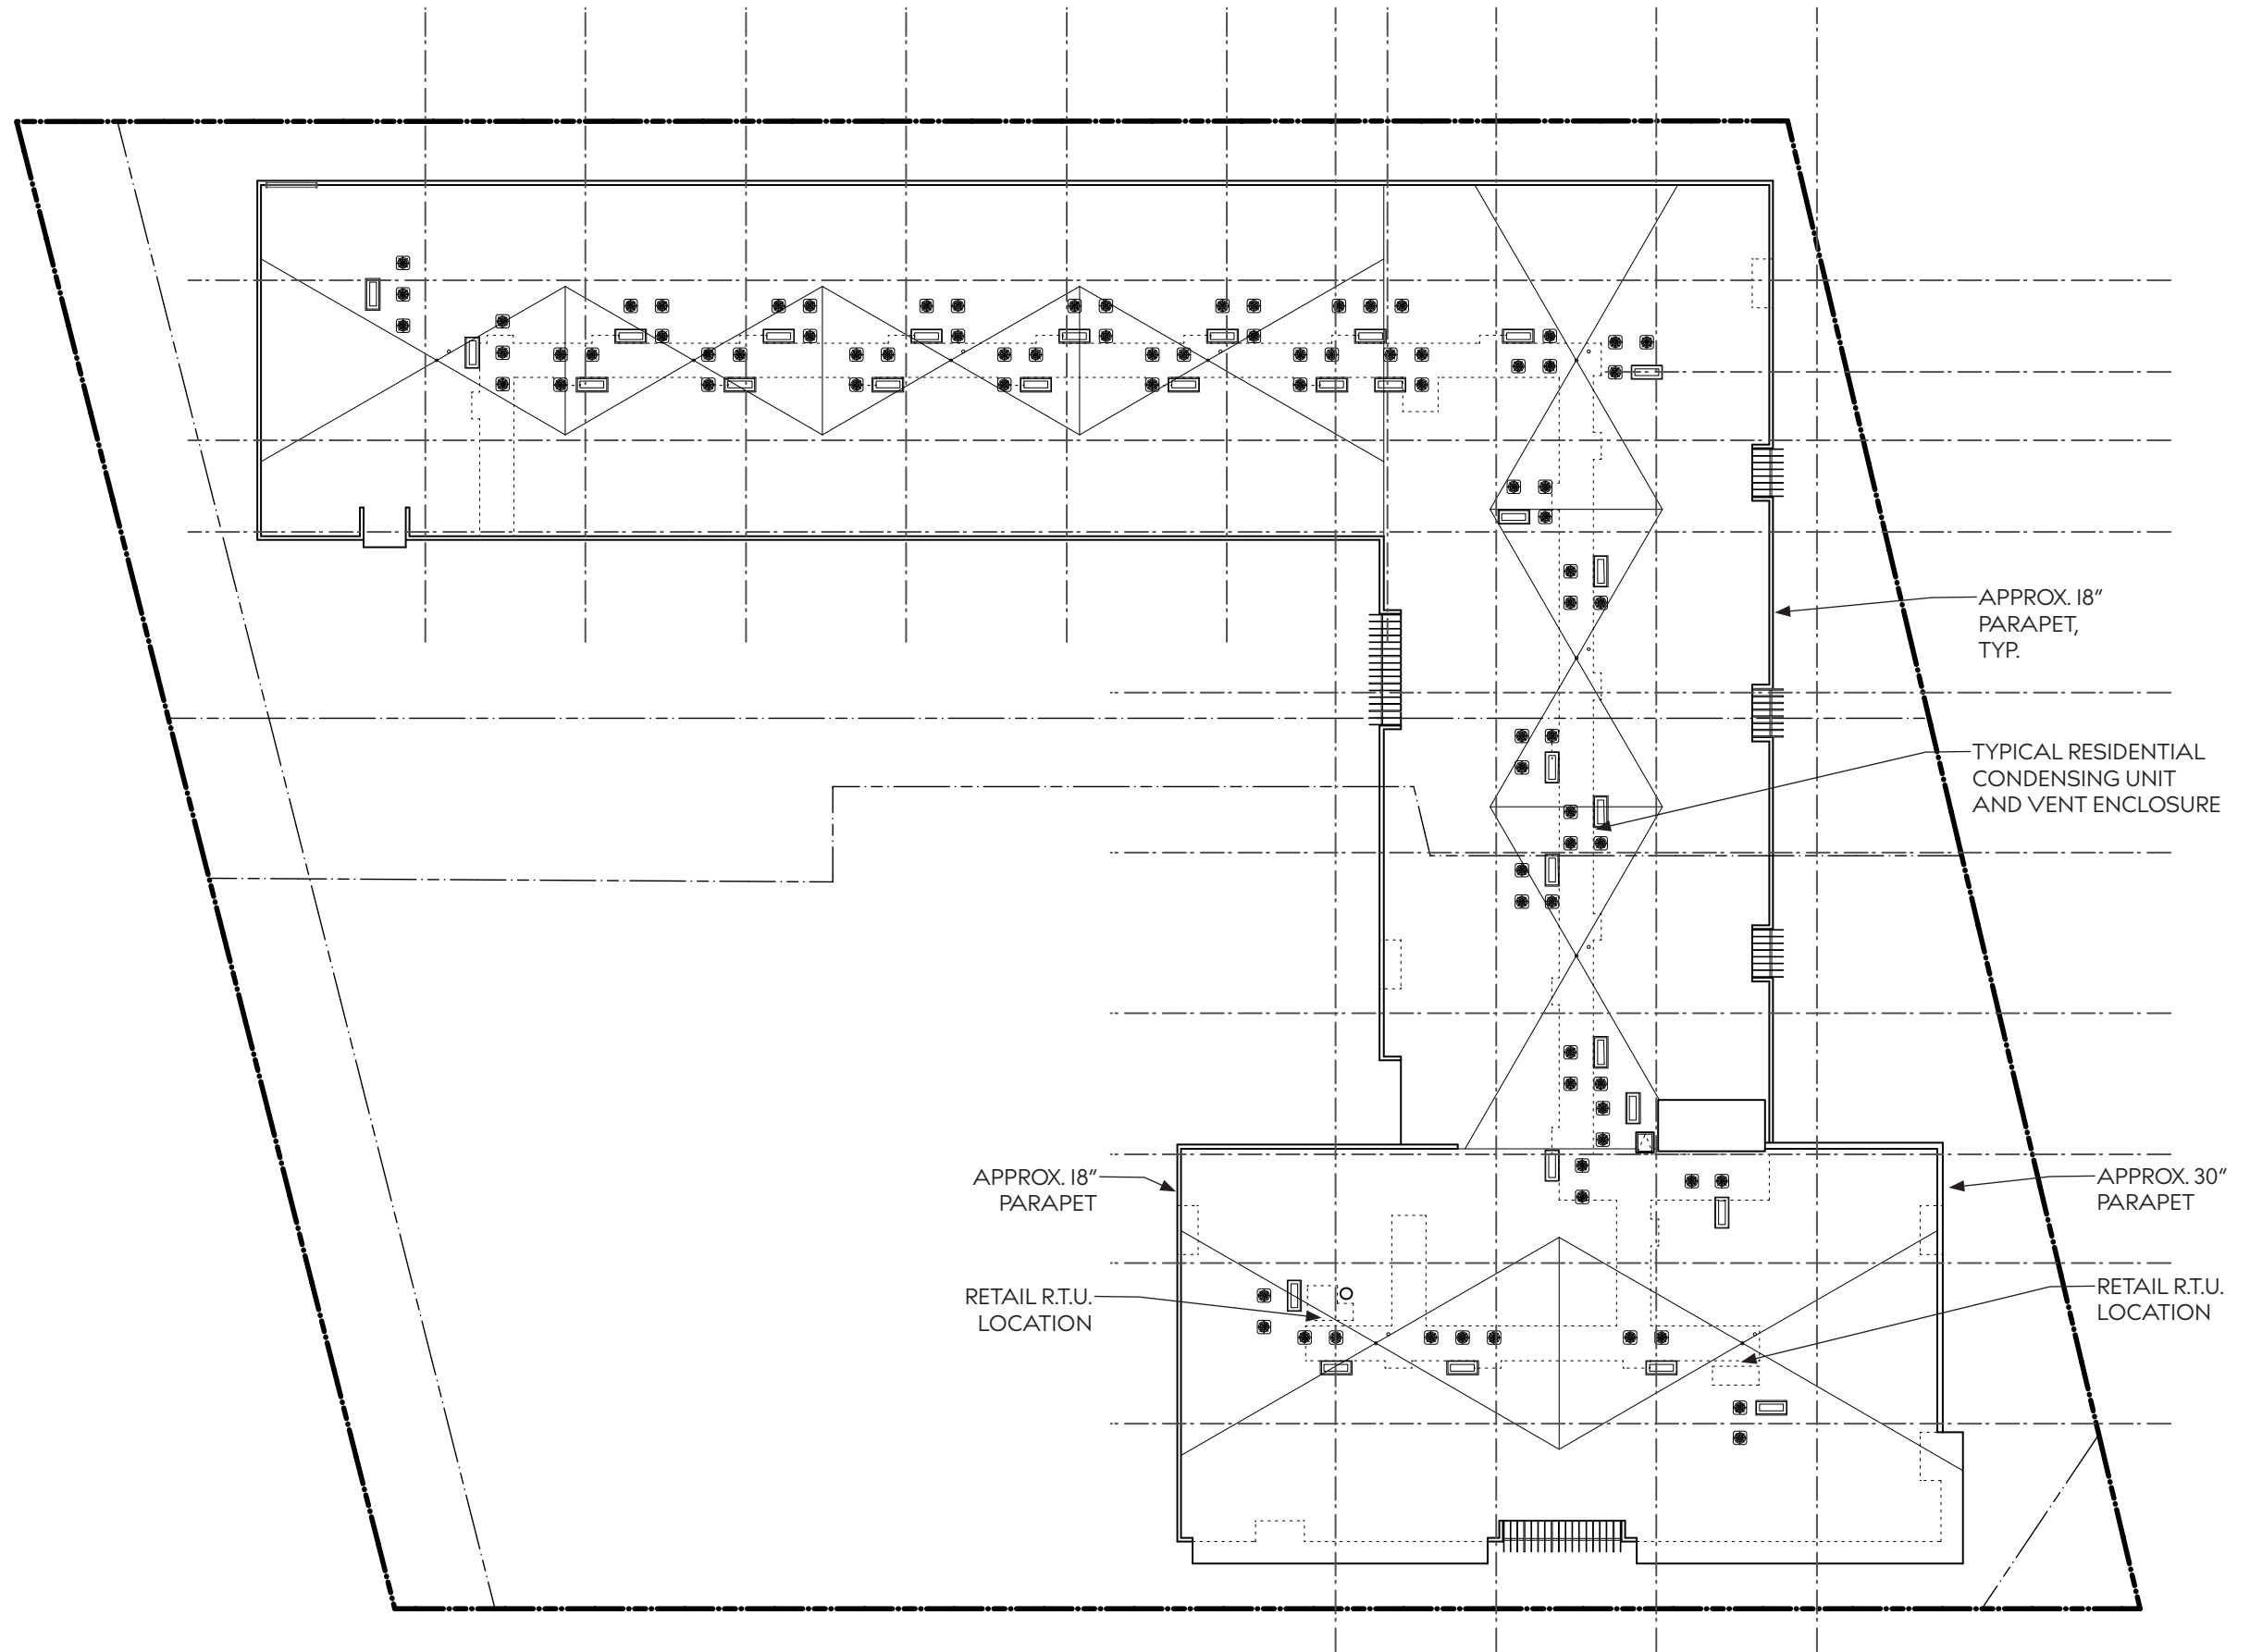 APPROX. 18"
PARAPET,
TYP.
TYPICAL RESIDENTIAL
CONDENSING UNIT
AND VENT ENCLOSURE
APPROX. 18"
PARAPET
APPROX. 30"
PARAPET
RETAIL R.T.U.
LOCATION
RETAIL R.T.U.
LOCATION